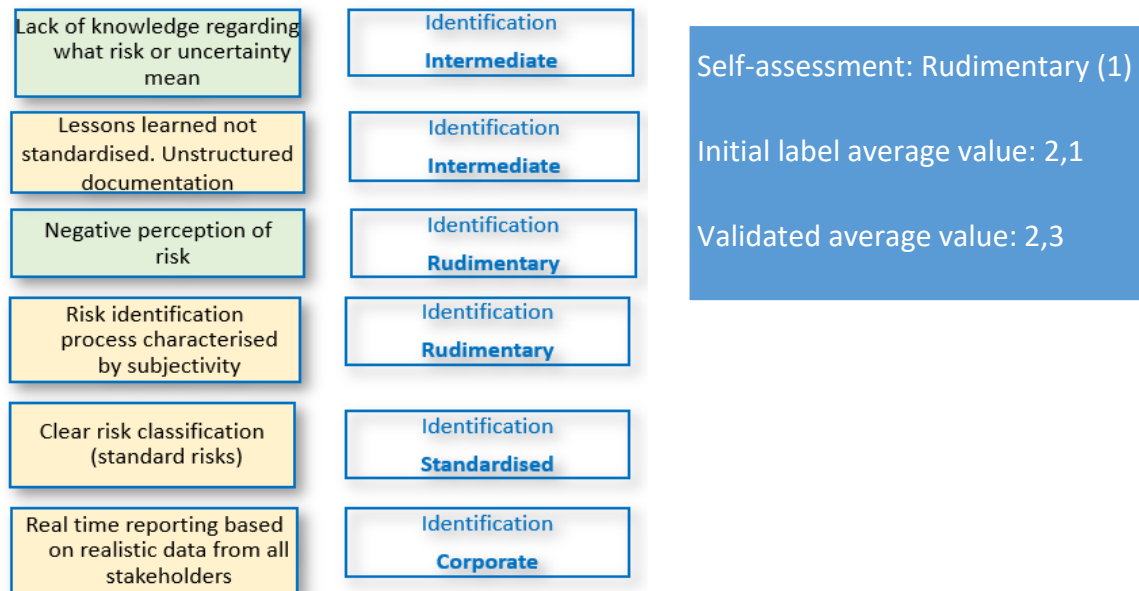 Lack of knowledge regarding
what risk or uncertainty
mean
Identification
Intermediate
Lessons learned not
standardised. Unstructured
documentation
Identification
Intermediate
Negative perception of
risk
Identification
Rudimentary
Risk identification
process characterised
by subjectivity
Identification
Rudimentary
Clear risk classification
(standard risks)
Identification
Standardised
Real time reporting based
on realistic data from all
stakeholders
Identification
Corporate
Self-assessment: Rudimentary (1)
Initial label average value: 2,1
Validated average value: 2,3